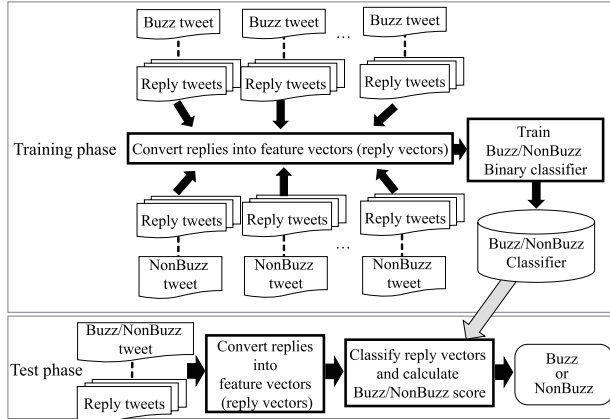 Buzz tweet
Buzz tweet
...
Buzz tweet
Reply tweets
Reply tweets
Reply tweets
Training phase
Convert replies into feature vectors (reply vectors)
Train
Buzz/NonBuzz
Binary classifier
Reply tweets
Reply tweets
Reply tweets
...
NonBuzz
tweet
NonBuzz
tweet
NonBuzz
tweet
Buzz/NonBuzz
Classifier
Test phase
Buzz/NonBuzz
tweet
Reply tweets
Convert replies
into
feature vectors
(reply vectors)
Classify reply vectors
and calculate
Buzz/NonBuzz score
Buzz
or
NonBuzz